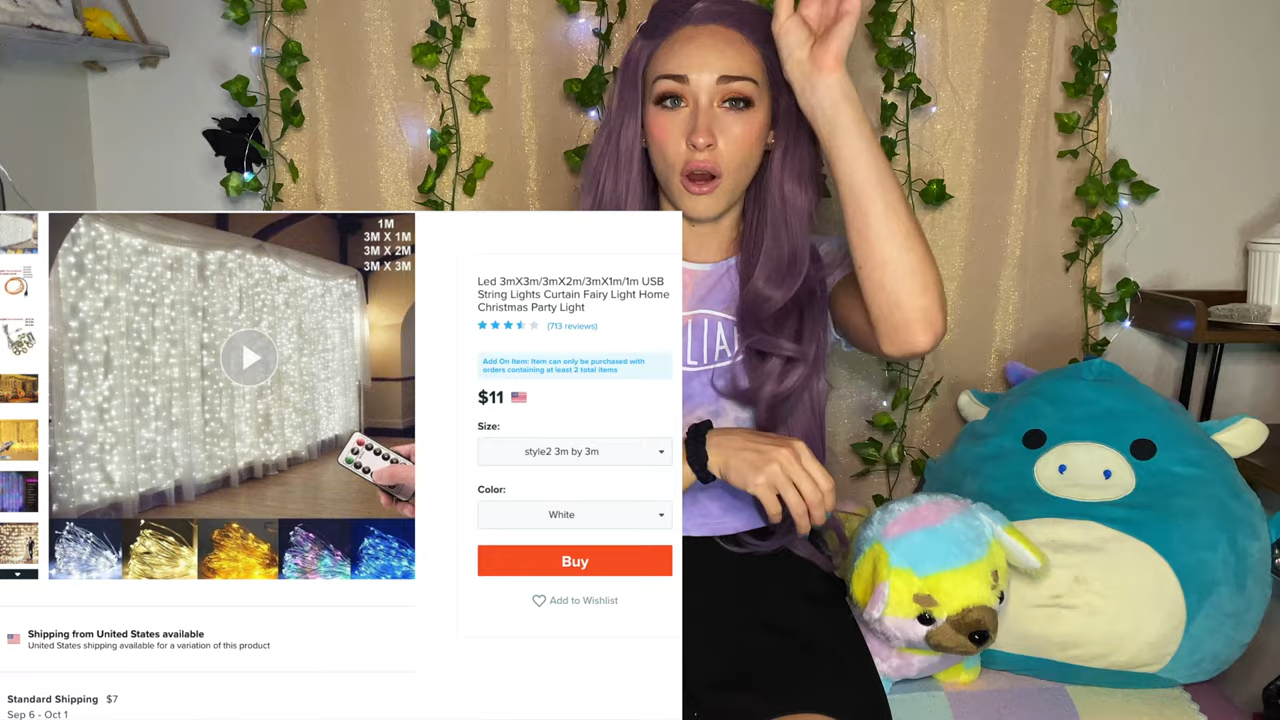 1M
3M X 1M
3M X 2M
3M X 3M
Led 3mX3m/3mX2m/3mX1m/1m USB
String Lights Curtain Fairy Light Home
Christmas Party Light
(713 reviews)
Add On Item: Item can only be purchased with
orders containing at least 2 total items
$11
Size:
style2 3m by 3m
Color:
White
Buy
Add to Wishlist
Shipping from United States available
United States shipping available for a variation of this product
Standard Shipping $7
Sep 6 - Oct 1
LIA